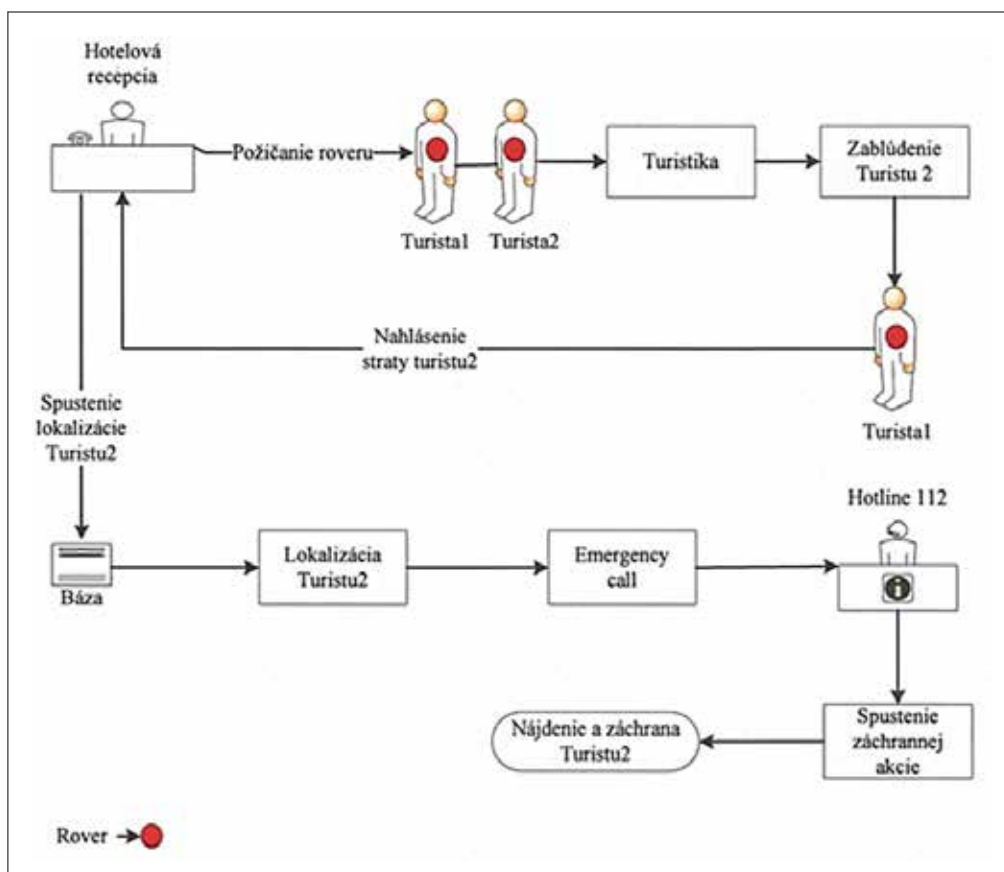 Hotelová
recepcia
Požičanie roveru
Turista1
Turista2
Turistika
Zablúdenie
Turistu 2
Nahlásenie
straty turistu2
Turista1
Spustenie
lokalizácie
Turistu2
Hotline 112
Báza
Lokalizácia
Turistu2
Emergency
call
Nájdenie a záchrana
Turistu2
Spustenie
záchrannej
akcie
Rover